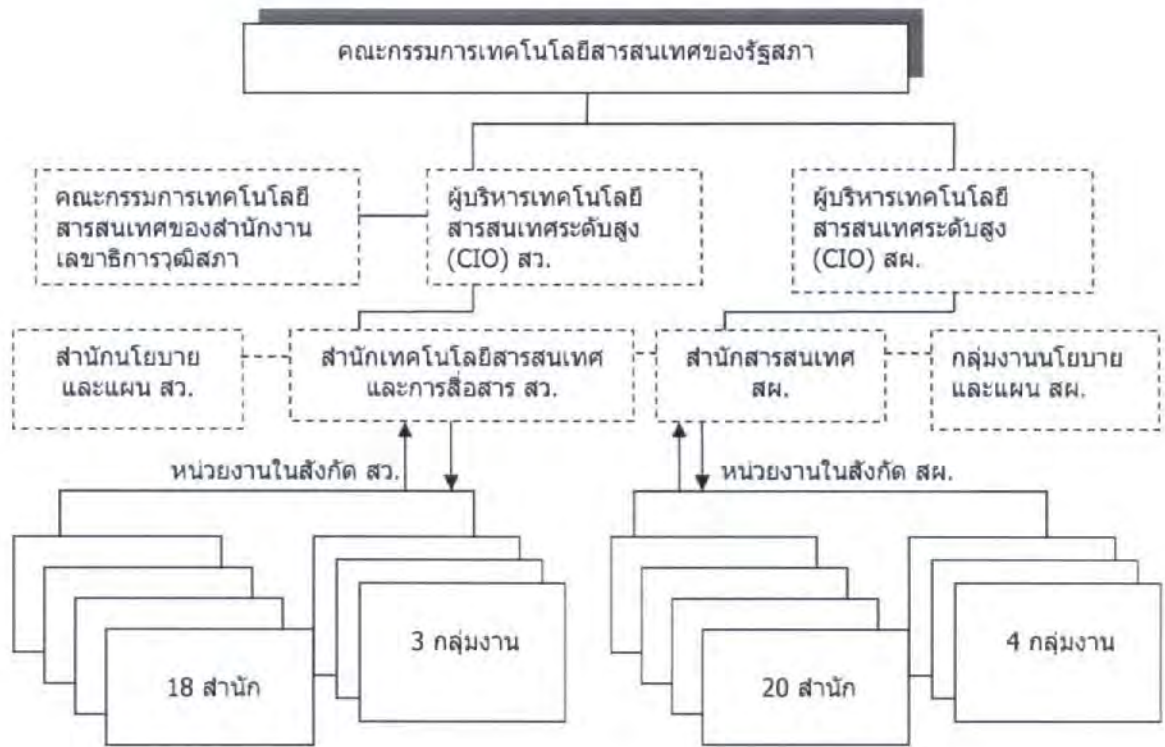 คณะกรรมการเทคโนโลยีสารสนเทศของรัฐสภา
คณะกรรมการเทคโนโลยี
สารสนเทศของสำนักงาน
เลขาธิการวุฒิสภา
ผู้บริหารเทคโนโลยี
สารสนเทศระดับสูง
(CIO) สว.
ผู้บริหารเทคโนโลยี
สารสนเทศระดับสูง
(CIO) สผ.
สำนักนโยบาย
และแผน สว.
สำนักเทคโนโลยีสารสนเทศ
และการสื่อสาร สว.
สำนักสารสนเทศ
สผ.
กลุ่มงานนโยบาย
และแผน สผ.
หน่วยงานในสังกัด สว.
หน่วยงานในสังกัด สผ.
18 สำนัก
3 กลุ่มงาน
20 สำนัก
4 กลุ่มงาน